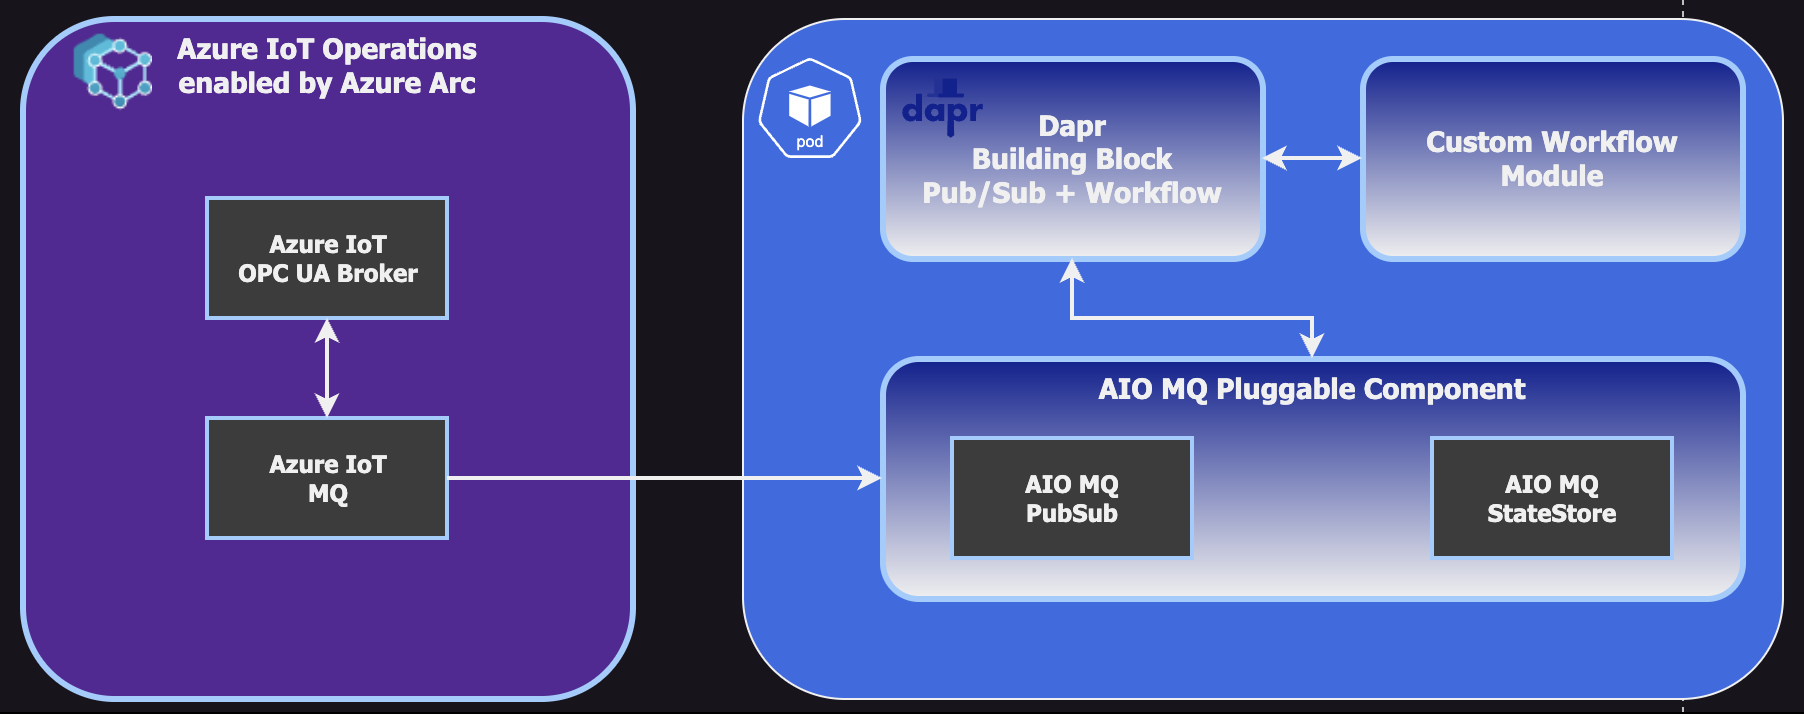 Azure IoT Operations
enabled by Azure Arc
Azure IoT
OPC UA Broker
Azure IoT
MQ
pod
dapr
Dapr
Building Block
Pub/Sub + Workflow
Custom Workflow
Module
AIO MQ Pluggable Component
AIO MQ
PubSub
AIO MQ
StateStore